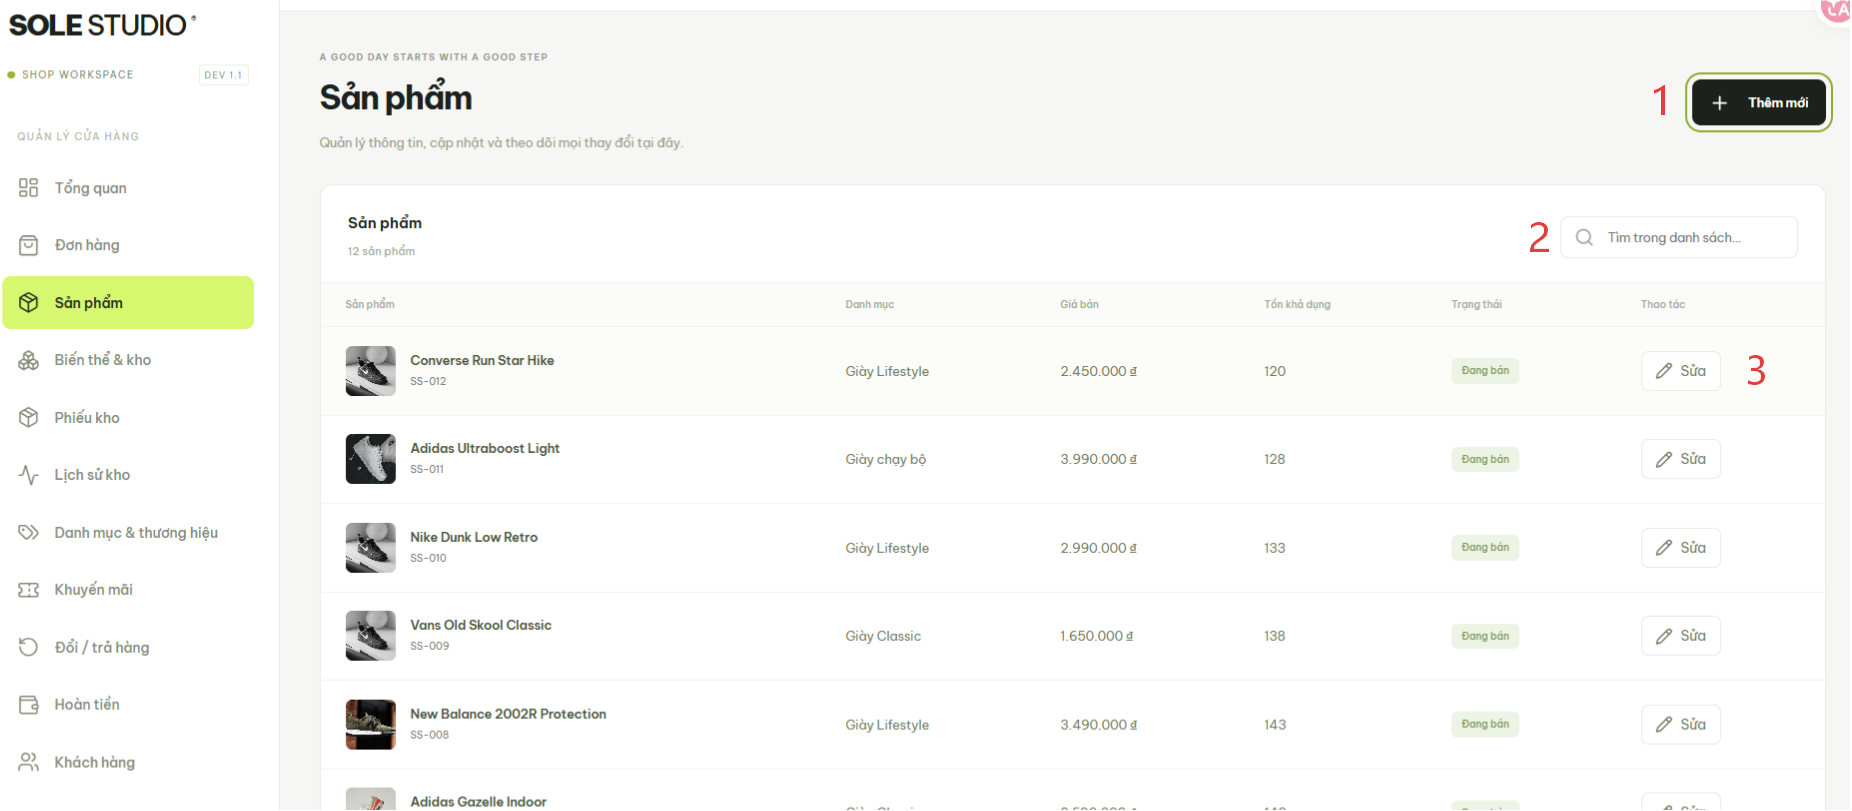 SOLE STUDIO®
SHOP WORKSPACE
DEV 1.1
QUẢN LÝ CỬA HÀNG
Tổng quan
Đơn hàng
Sản phẩm
Biến thể & kho
Phiếu kho
Lịch sử kho
Danh mục & thương hiệu
Khuyến mãi
Đổi / trả hàng
Hoàn tiền
Khách hàng
A GOOD DAY STARTS WITH A GOOD STEP
Sản phẩm
Quản lý thông tin, cập nhật và theo dõi mọi thay đổi tại đây.
1
+ Thêm mới
Sản phẩm
12 sản phẩm
2
Tìm trong danh sách...
Sản phẩm Danh mục Giá bán Tồn khả dụng Trạng thái Thao tác
Converse Run Star Hike
SS-012
Giày Lifestyle 2.450.000 ₫ 120 Đang bán Sửa 3
Adidas Ultraboost Light
SS-011
Giày chạy bộ 3.990.000 ₫ 128 Đang bán Sửa
Nike Dunk Low Retro
SS-010
Giày Lifestyle 2.990.000 ₫ 133 Đang bán Sửa
Vans Old Skool Classic
SS-009
Giày Classic 1.650.000 ₫ 138 Đang bán Sửa
New Balance 2002R Protection
SS-008
Giày Lifestyle 3.490.000 ₫ 143 Đang bán Sửa
Adidas Gazelle Indoor